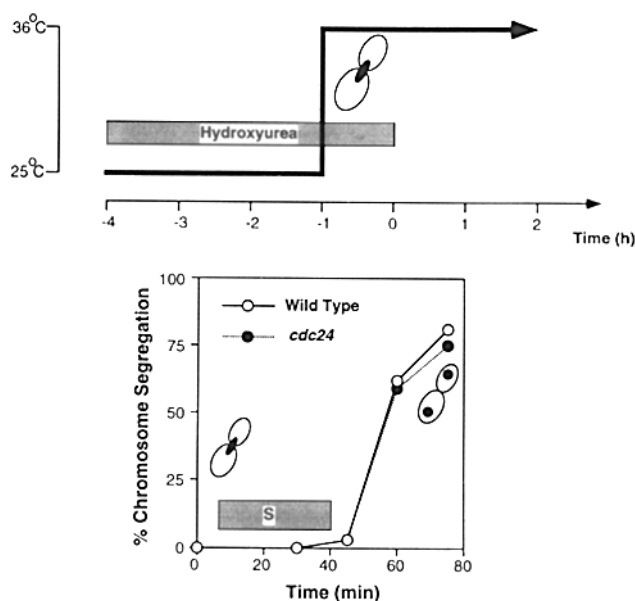 36°C
Hydroxyurea
25°C
-4 -3 -2 -1 0 1 2
Time (h)
100
Wild Type
cdc24
75
50
25
S
0
0 20 40 60 80
% Chromosome Segregation
Time (min)